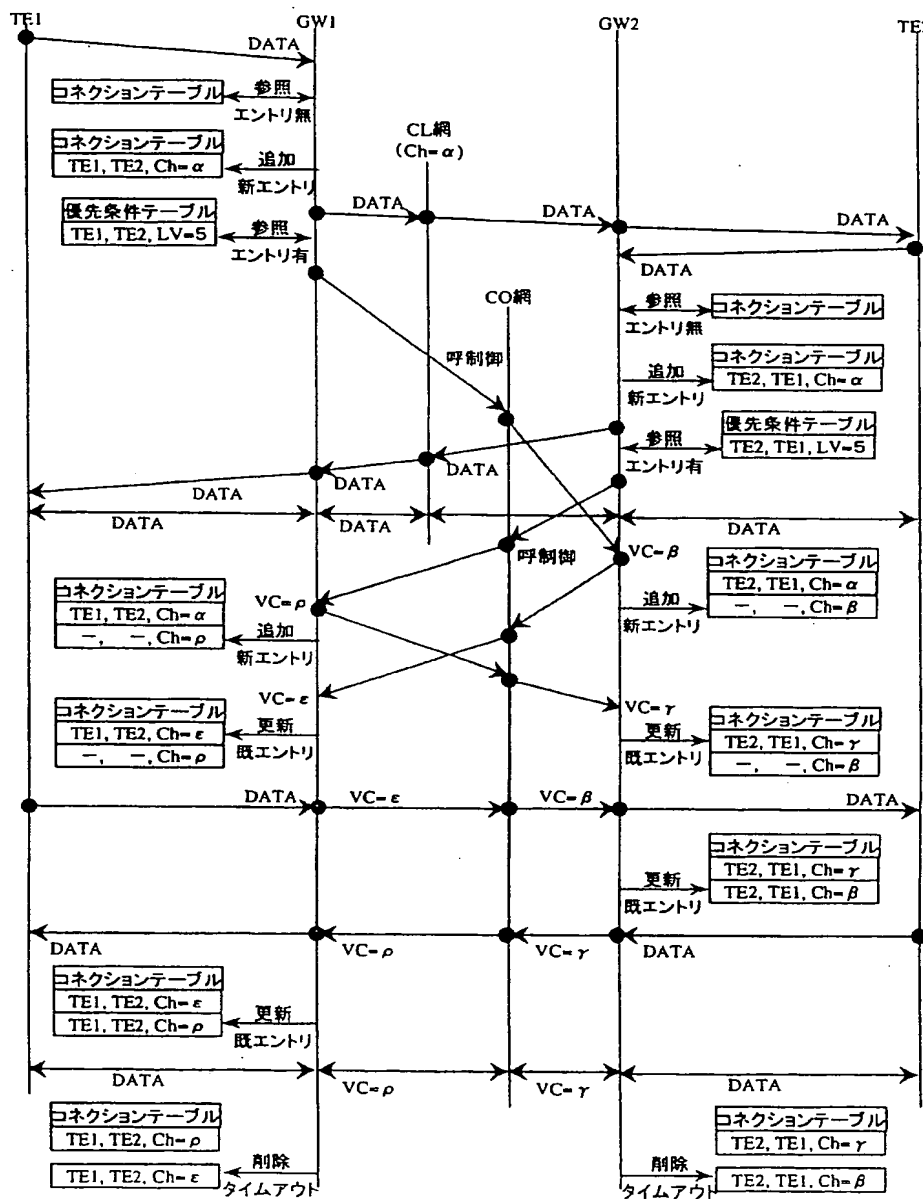 TE1
GW1
GW2
TE
DATA
コネクションテーブル
参照
エントリ無
CL網
(Ch=α)
コネクションテーブル
TE1, TE2, Ch=α
追加
新エントリ
DATA
DATA
DATA
優先条件テーブル
TE1, TE2, LV=5
参照
エントリ有
DATA
CO網
参照
エントリ無
コネクションテーブル
呼制御
追加
新エントリ
コネクションテーブル
TE2, TE1, Ch=α
優先条件テーブル
TE2, TE1, LV=5
参照
エントリ有
DATA
DATA
DATA
DATA
DATA
DATA
呼制御
VC=β
コネクションテーブル
TE2, TE1, Ch=α
−, −, Ch=β
追加
新エントリ
コネクションテーブル
TE1, TE2, Ch=α
−, −, Ch=ρ
VC=ρ
追加
新エントリ
VC=ε
VC=γ
コネクションテーブル
TE1, TE2, Ch=ε
−, −, Ch=ρ
更新
既エントリ
更新
既エントリ
コネクションテーブル
TE2, TE1, Ch=γ
−, −, Ch=β
DATA
VC=ε
VC=β
DATA
更新
既エントリ
コネクションテーブル
TE2, TE1, Ch=γ
TE2, TE1, Ch=β
DATA
VC=ρ
VC=γ
DATA
コネクションテーブル
TE1, TE2, Ch=ε
TE1, TE2, Ch=ρ
更新
既エントリ
DATA
VC=ρ
VC=γ
DATA
コネクションテーブル
TE1, TE2, Ch=ρ
TE1, TE2, Ch=ε
削除
タイムアウト
コネクションテーブル
TE2, TE1, Ch=γ
TE2, TE1, Ch=β
削除
タイムアウト